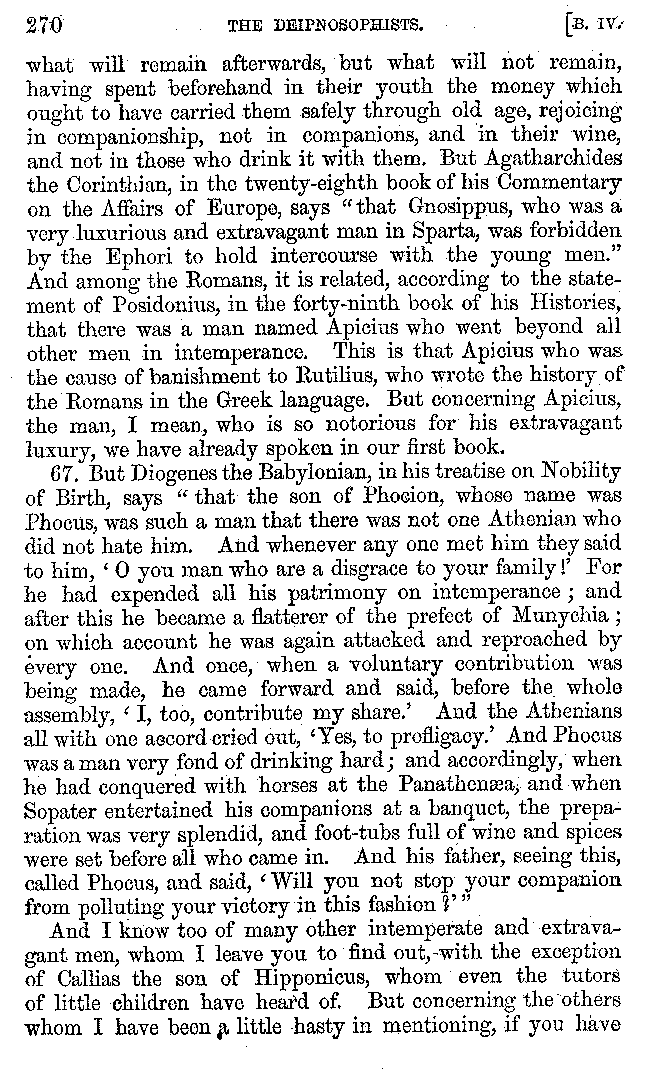 270 THE DEIPNOSOPHISTS. [B. IV.
what will remain afterwards, but what will not remain,
having spent beforehand in their youth the money which
ought to have carried them safely through old age, rejoicing
in companionship, not in companions, and in their wine,
and not in those who drink it with them. But Agatharchides
the Corinthian, in the twenty-eighth book of his Commentary
on the Affairs of Europe, says "that Gnosippus, who was a
very luxurious and extravagant man in Sparta, was forbidden
by the Ephori to hold intercourse with the young men."
And among the Romans, it is related, according to the state-
ment of Posidonius, in the forty-ninth book of his Histories,
that there was a man named Apicius who went beyond all
other men in intemperance. This is that Apicius who was
the cause of banishment to Rutilius, who wrote the history of
the Romans in the Greek language. But concerning Apicius,
the man, I mean, who is so notorious for his extravagant
luxury, we have already spoken in our first book.
67. But Diogenes the Babylonian, in his treatise on Nobility
of Birth, says "that the son of Phocion, whose name was
Phocus, was such a man that there was not one Athenian who
did not hate him. And whenever any one met him they said
to him, 'O you man who are a disgrace to your family!' For
he had expended all his patrimony on intemperance; and
after this he became a flatterer of the prefect of Munychia;
on which account he was again attacked and reproached by
every one. And once, when a voluntary contribution was
being made, he came forward and said, before the whole
assembly, 'I, too, contribute my share.' And the Athenians
all with one accord cried out, 'Yes, to profligacy.' And Phocus
was a man very fond of drinking hard; and accordingly, when
he had conquered with horses at the Panathenæa, and when
Sopater entertained his companions at a banquet, the prepa-
ration was very splendid, and foot-tubs full of wine and spices
were set before all who came in. And his father, seeing this,
called Phocus, and said, 'Will you not stop your companion
from polluting your victory in this fashion?'"
And I know too of many other intemperate and extrava-
gant men, whom I leave you to find out, with the exception
of Callias the son of Hipponicus, whom even the tutors
of little children have heard of. But concerning the others
whom I have been a little hasty in mentioning, if you have